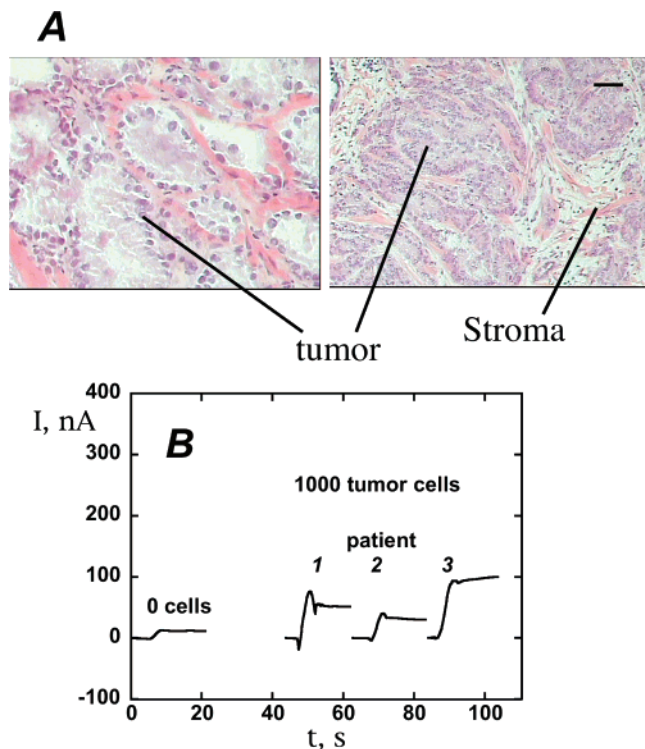 A
tumor
Stroma
400
I, nA
B
300
200
1000 tumor cells
patient
1 2 3
100
0 cells
0
-100
0 20 40 60 80 100
t, s